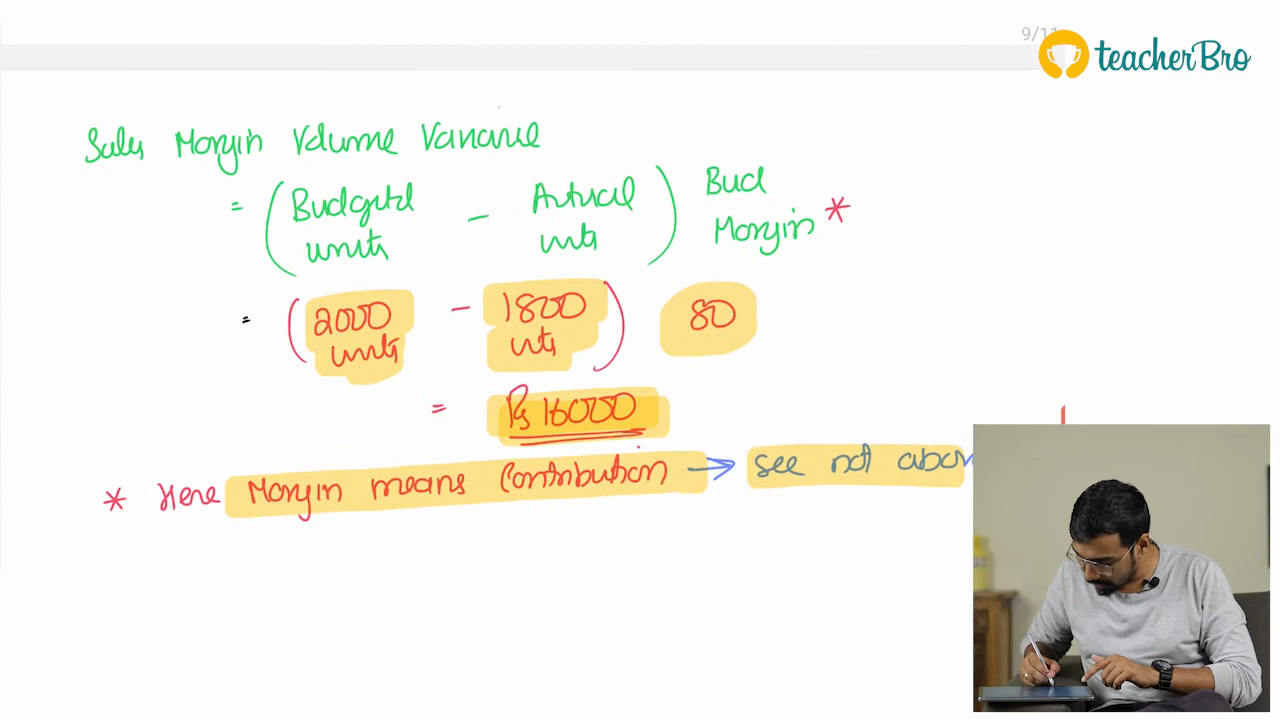 9/11
teacherBro
Sales Margin Volume Variance
= (Budgeted units - Actual units) Bud Margin *
= (2000 units - 1800 uts) 80
= Rs 16000
* Here Margin means Contribution → see not abov